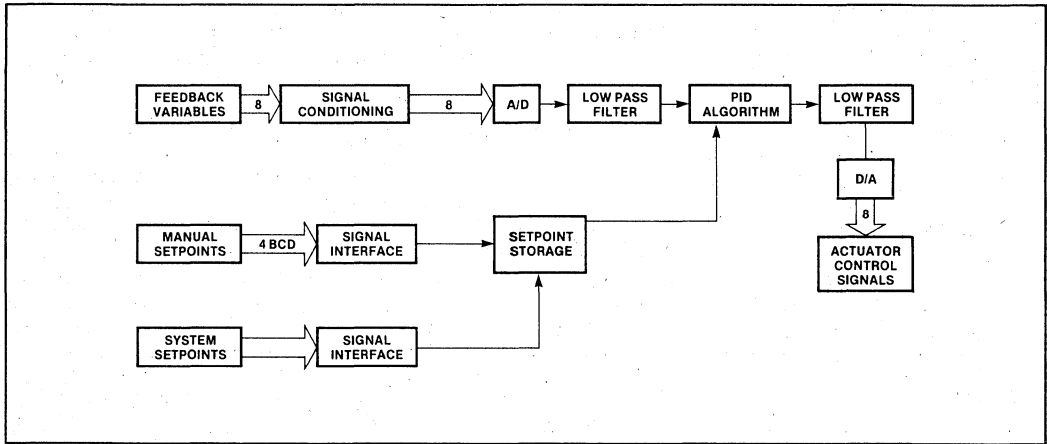 FEEDBACK
VARIABLES
8
SIGNAL
CONDITIONING
8
A/D
LOW PASS
FILTER
PID
ALGORITHM
LOW PASS
FILTER
D/A
8
ACTUATOR
CONTROL
SIGNALS
MANUAL
SETPOINTS
4 BCD
SIGNAL
INTERFACE
SETPOINT
STORAGE
SYSTEM
SETPOINTS
SIGNAL
INTERFACE